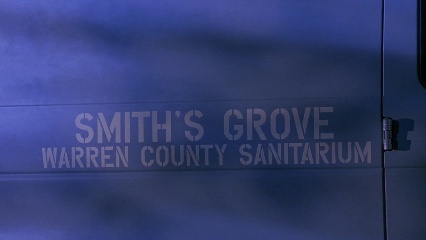 SMITH'S GROVE
WARREN COUNTY SANITARIUM